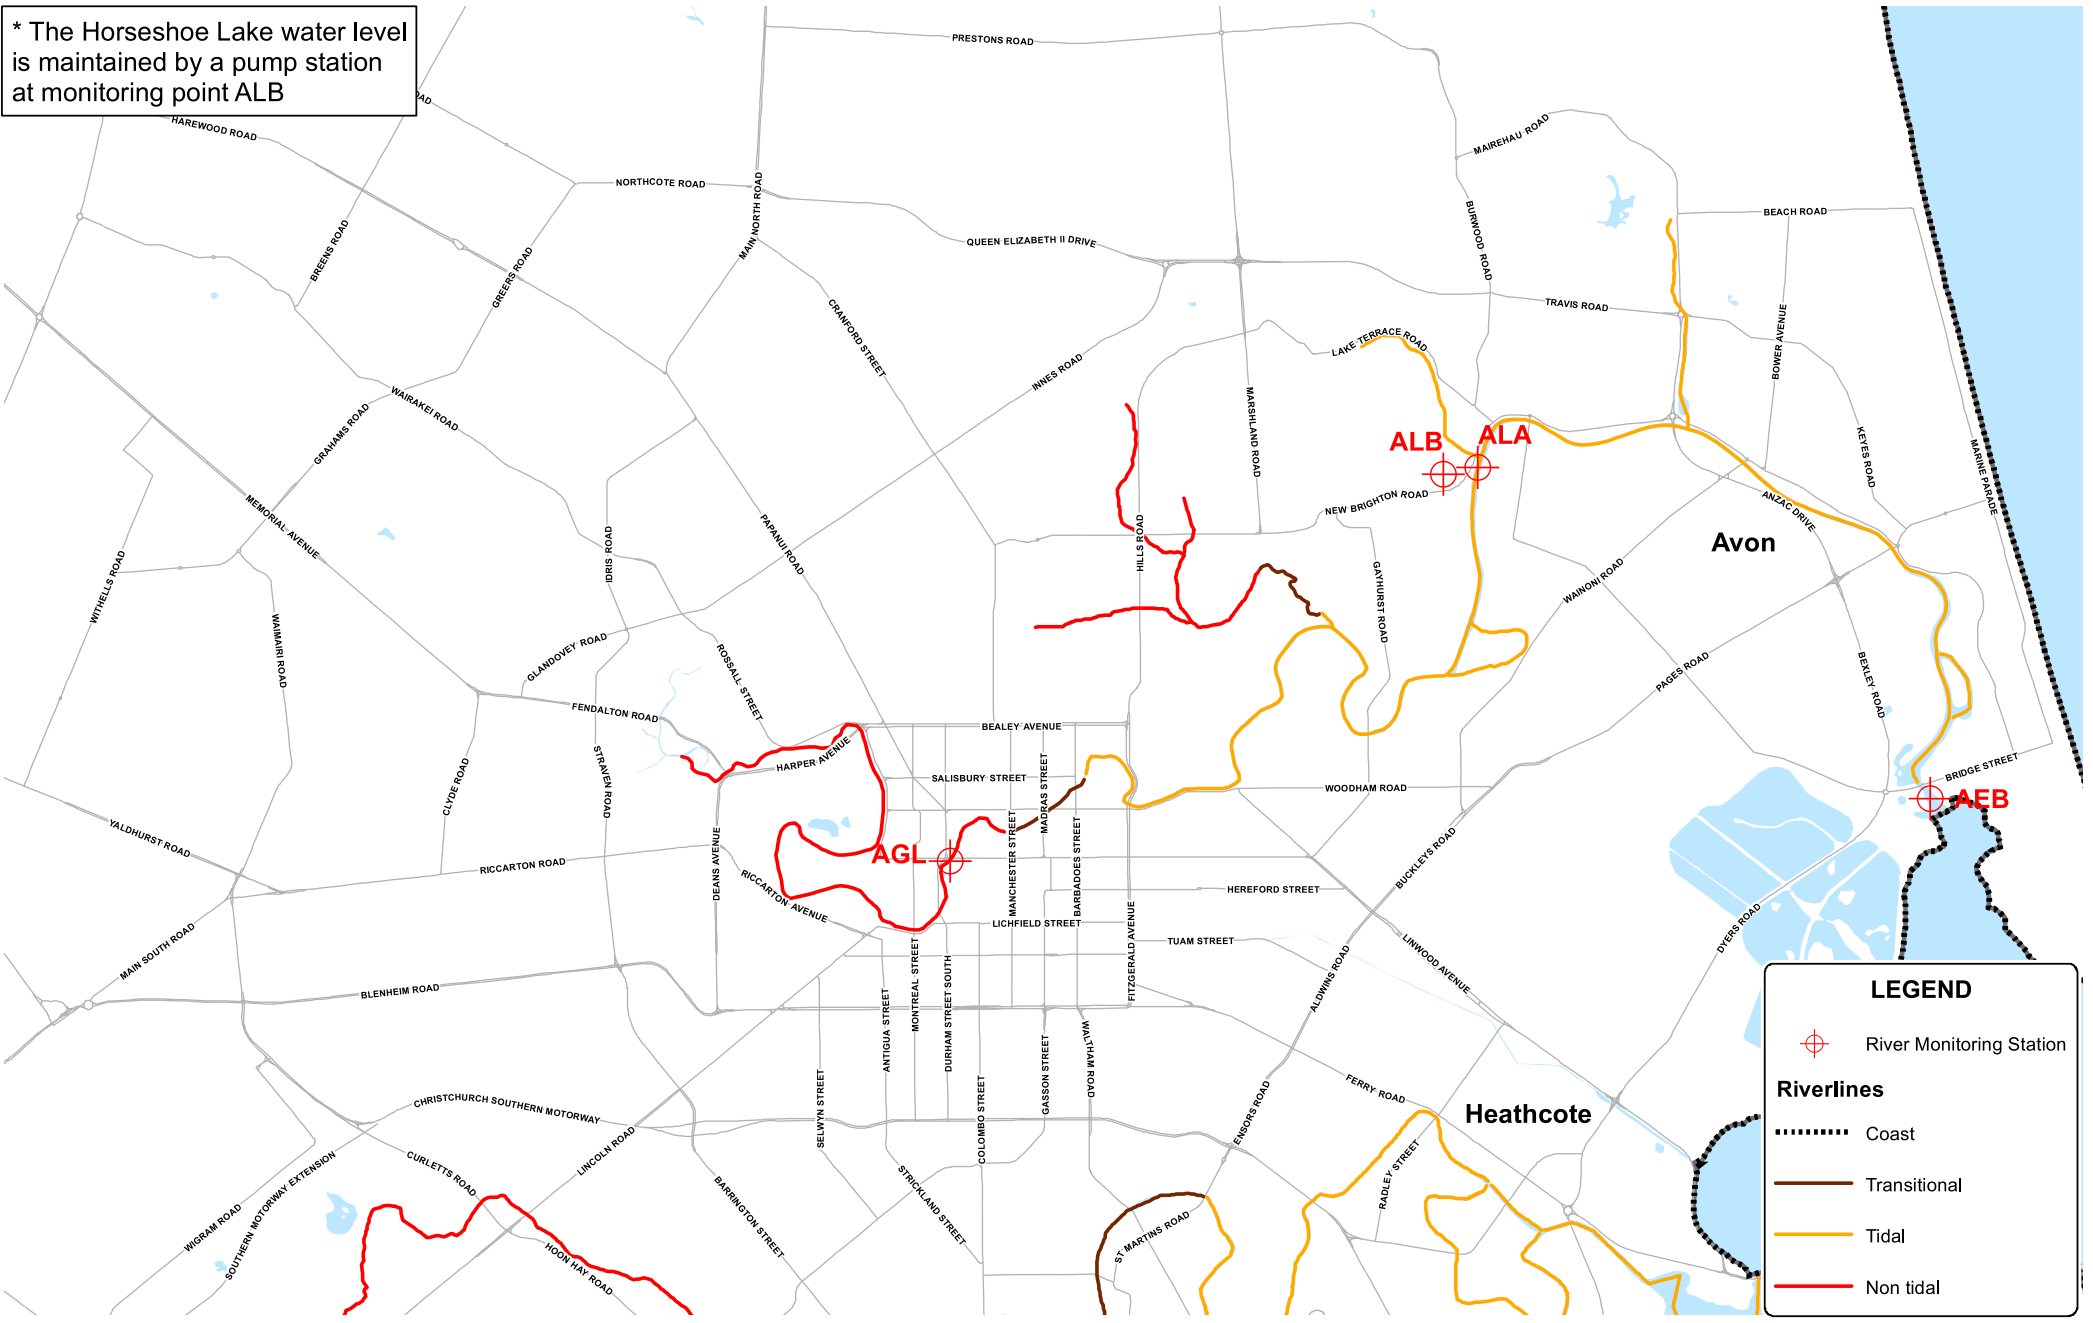 * The Horseshoe Lake water level
is maintained by a pump station
at monitoring point ALB
OAD
HAREWOOD ROAD
PRESTONS ROAD
MAIREHAU ROAD
NORTHCOTE ROAD
MAIN NORTH ROAD
BREENS ROAD
GREERS ROAD
QUEEN ELIZABETH II DRIVE
BURWOOD ROAD
BEACH ROAD
TRAVIS ROAD
BOWER AVENUE
CRANFORD STREET
LAKE TERRACE ROAD
INNES ROAD
MARSHLAND ROAD
WAIRAKEI ROAD
GRAHAMS ROAD
ALB
ALA
KEYES ROAD
MARINE PARADE
MEMORIAL AVENUE
PAPANUI ROAD
IDRIS ROAD
HILLS ROAD
NEW BRIGHTON ROAD
ANZAC DRIVE
Avon
WITHELLS ROAD
WAIMAIRI ROAD
GLANDOVEY ROAD
ROSSALL STREET
GAYHURST ROAD
WAINONI ROAD
PAGES ROAD
BEXLEY ROAD
FENDALTON ROAD
BEALEY AVENUE
HARPER AVENUE
STRAVEN ROAD
CLYDE ROAD
SALISBURY STREET
MADRAS STREET
WOODHAM ROAD
BRIDGE STREET
AEB
YALDHURST ROAD
RICCARTON ROAD
DEANS AVENUE
RICCARTON AVENUE
AGL
MANCHESTER STREET
BARBADOES STREET
BUCKLEYS ROAD
HEREFORD STREET
LICHFIELD STREET
FITZGERALD AVENUE
TUAM STREET
MAIN SOUTH ROAD
BLENHEIM ROAD
ANTIGUA STREET
MONTREAL STREET
DURHAM STREET SOUTH
ALDWINS ROAD
LINWOOD AVENUE
DYERS ROAD
SELWYN STREET
COLOMBO STREET
GASSON STREET
WALTHAM ROAD
ENSORS ROAD
FERRY ROAD
Heathcote
CHRISTCHURCH SOUTHERN MOTORWAY
LINCOLN ROAD
CURLETTS ROAD
WIGRAM ROAD
SOUTHERN MOTORWAY EXTENSION
HOON HAY ROAD
BARRINGTON STREET
STRICKLAND STREET
ST MARTINS ROAD
RADLEY STREET
LEGEND
River Monitoring Station
Riverlines
Coast
Transitional
Tidal
Non tidal